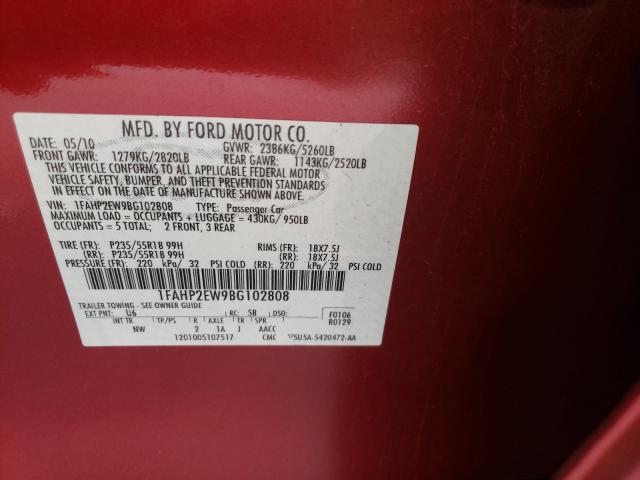 MFD. BY FORD MOTOR CO.
DATE: 05/10 GVWR: 2386KG/5260LB
FRONT GAWR: 1279KG/2820LB REAR GAWR: 1143KG/2520LB
THIS VEHICLE CONFORMS TO ALL APPLICABLE FEDERAL MOTOR
VEHICLE SAFETY, BUMPER, AND THEFT PREVENTION STANDARDS
IN EFFECT ON THE DATE OF MANUFACTURE SHOWN ABOVE.
VIN: 1FAHP2EW9BG102808 TYPE: Passenger Car
MAXIMUM LOAD = OCCUPANTS + LUGGAGE = 430KG/ 950LB
OCCUPANTS = 5 TOTAL; 2 FRONT, 3 REAR
TIRE (FR): P235/55R18 99H RIMS (FR): 18X7.5J
(RR): P235/55R18 99H (RR): 18X7.5J
PRESSURE (FR): 220 kPa/ 32 PSI COLD (RR): 220 kPa/ 32 PSI COLD
1FAHP2EW9BG102808
TRAILER TOWING - SEE OWNER GUIDE
EXT PNT: U6 RC: 58 DSO: F0106
R0129
INT TR TP/PS R AXLE TR SPR
NW 2 1A J AACC
1201005107517 CMC 5U5A-5420472-AA